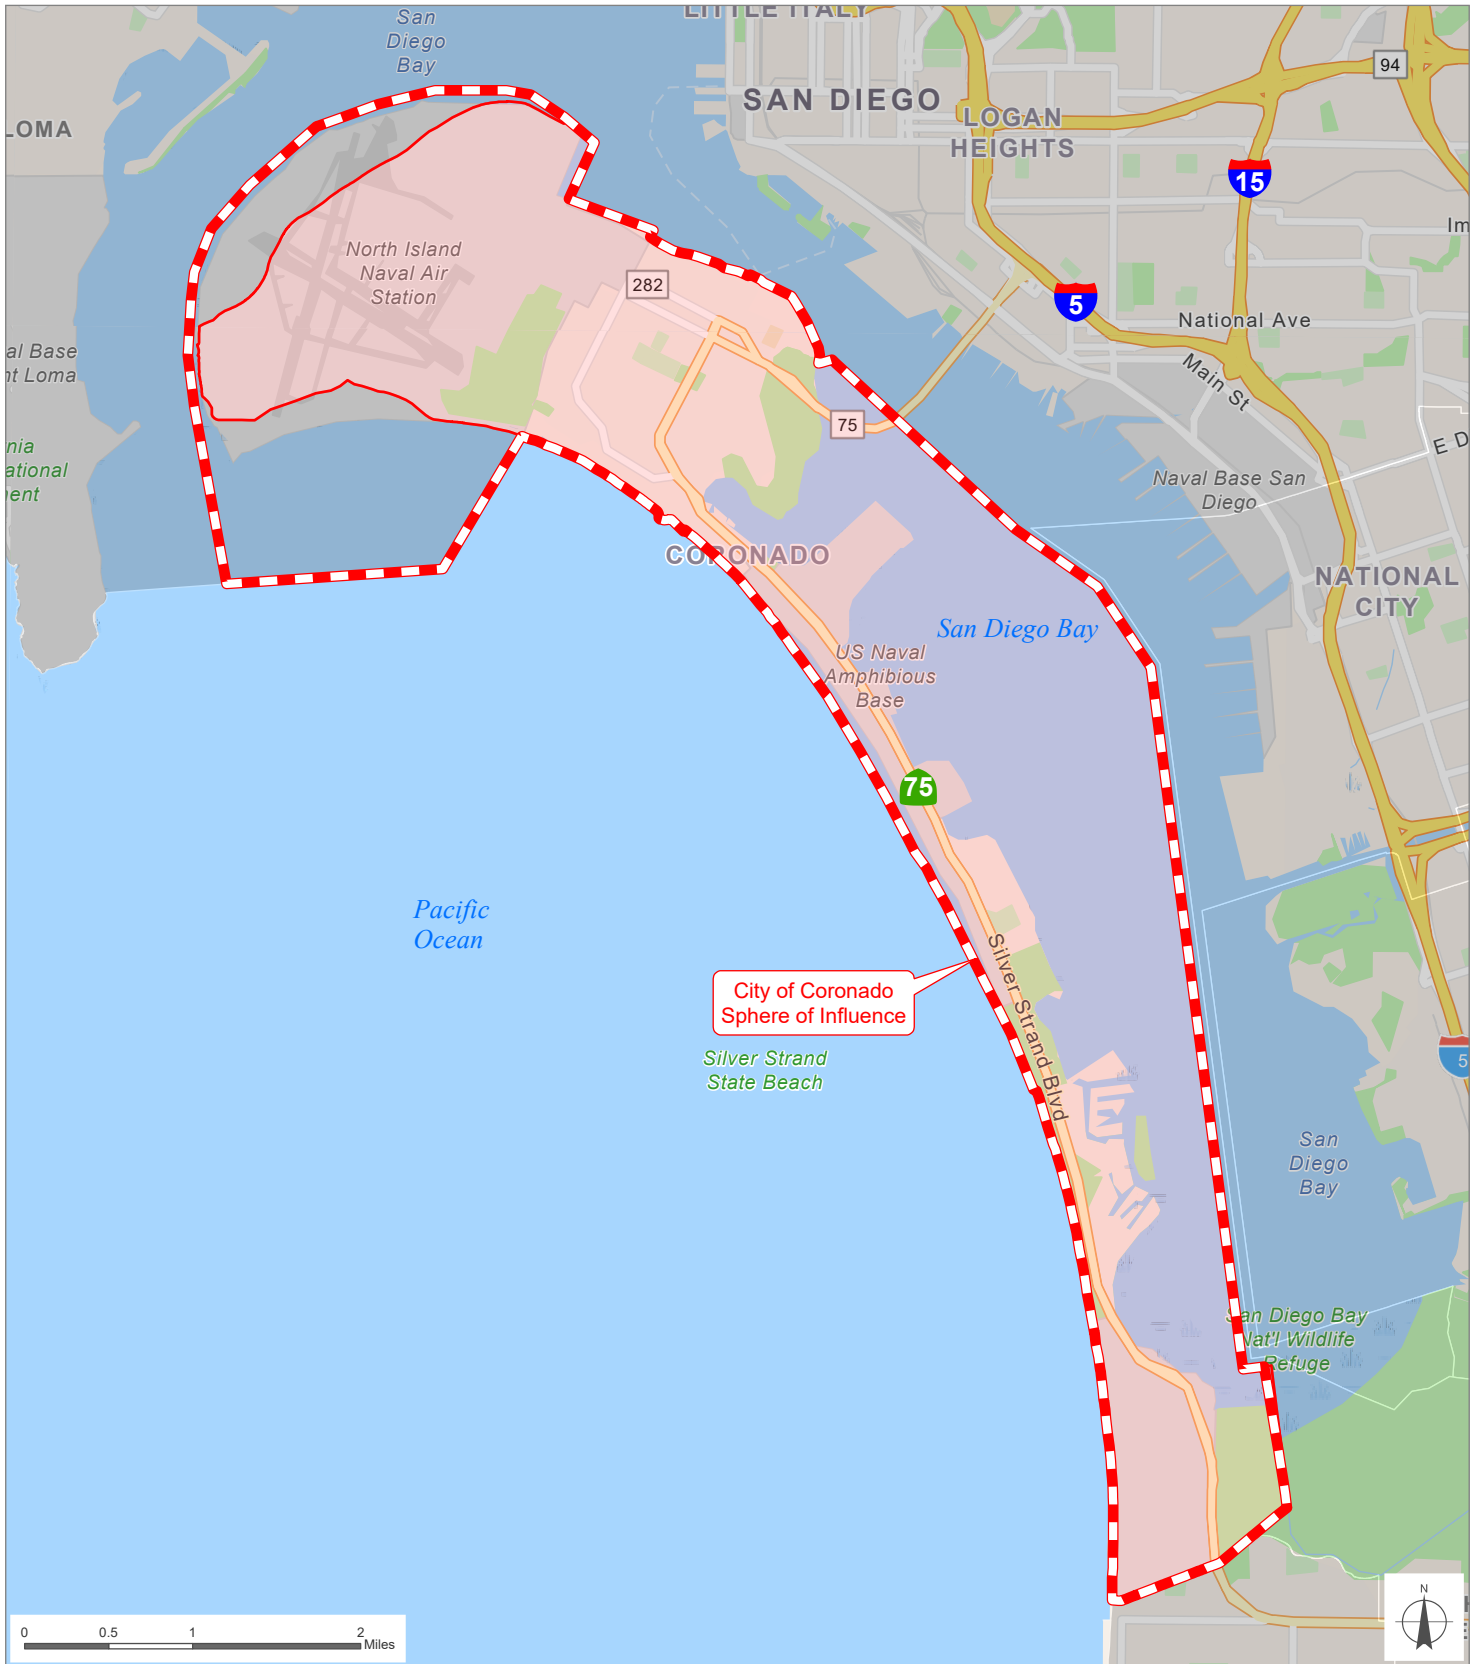 LITTLE ITALY
San
Diego
Bay
94
SAN DIEGO
LOGAN
HEIGHTS
LOMA
15
Im
North Island
Naval Air
Station
282
5
National Ave
al Base
nt Loma
Main St
75
E D
nia
ational
ent
Naval Base San
Diego
CORONADO
NATIONAL
CITY
San Diego Bay
US Naval
Amphibious
Base
75
Pacific
Ocean
Silver Strand Blvd
City of Coronado
Sphere of Influence
Silver Strand
State Beach
5
San
Diego
Bay
San Diego Bay
Nat'l Wildlife
Refuge
N
0 0.5 1 2
Miles